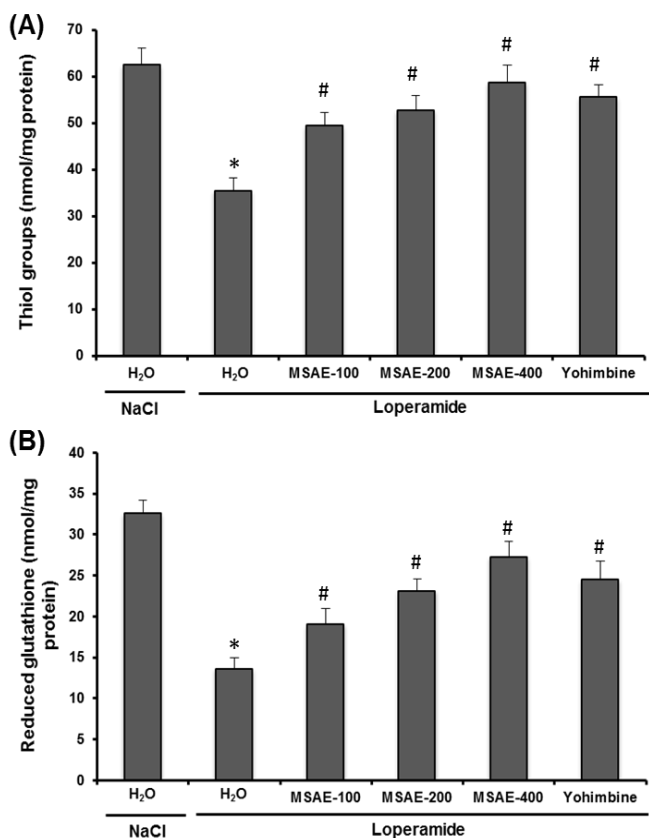 (A)
Thiol groups (nmol/mg protein)
70
60
50
40
30
20
10
0
*
#
#
#
#
H₂O
H₂O
MSAE-100
MSAE-200
MSAE-400
Yohimbine
NaCl
Loperamide
(B)
Reduced glutathione (nmol/mg
protein)
40
35
30
25
20
15
10
5
0
*
#
#
#
#
H₂O
H₂O
MSAE-100
MSAE-200
MSAE-400
Yohimbine
NaCl
Loperamide